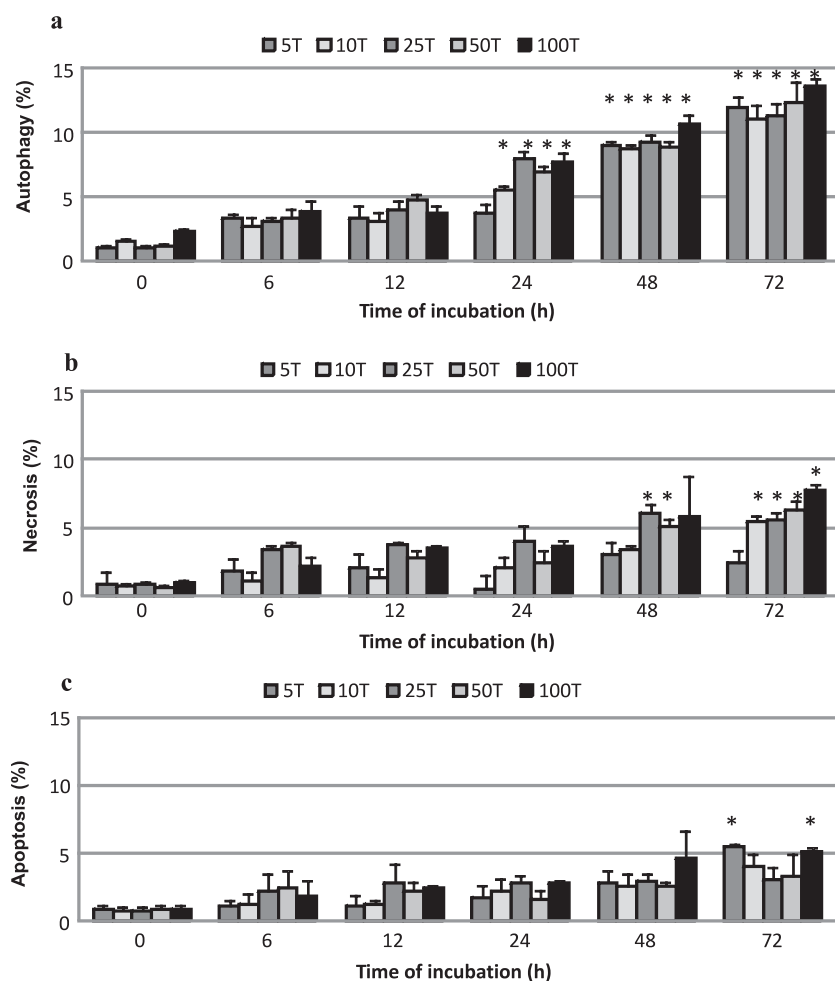 a
5T 10T 25T 50T 100T
15
* * * * *
10
* * * * *
* * * *
5
0
Autophagy (%)
0 6 12 24 48 72
Time of incubation (h)
b
5T 10T 25T 50T 100T
15
10
*
* * * * *
5
0
Necrosis (%)
0 6 12 24 48 72
Time of incubation (h)
c
5T 10T 25T 50T 100T
15
10
* *
5
0
Apoptosis (%)
0 6 12 24 48 72
Time of incubation (h)